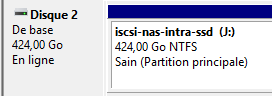 Disque 2
De base
424,00 Go
En ligne
iscsi-nas-intra-ssd (J:)
424,00 Go NTFS
Sain (Partition principale)